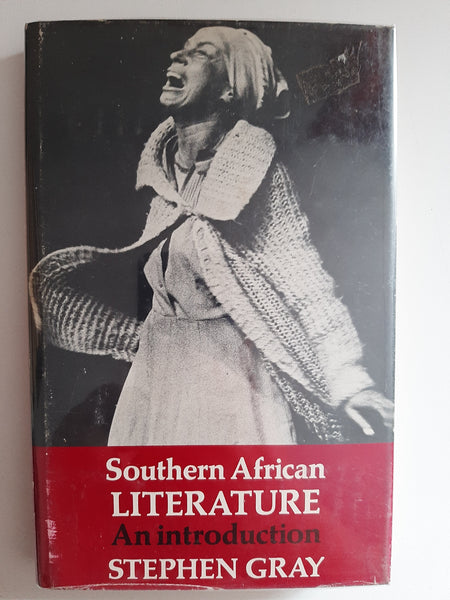 Southern African
LITERATURE
An introduction
STEPHEN GRAY